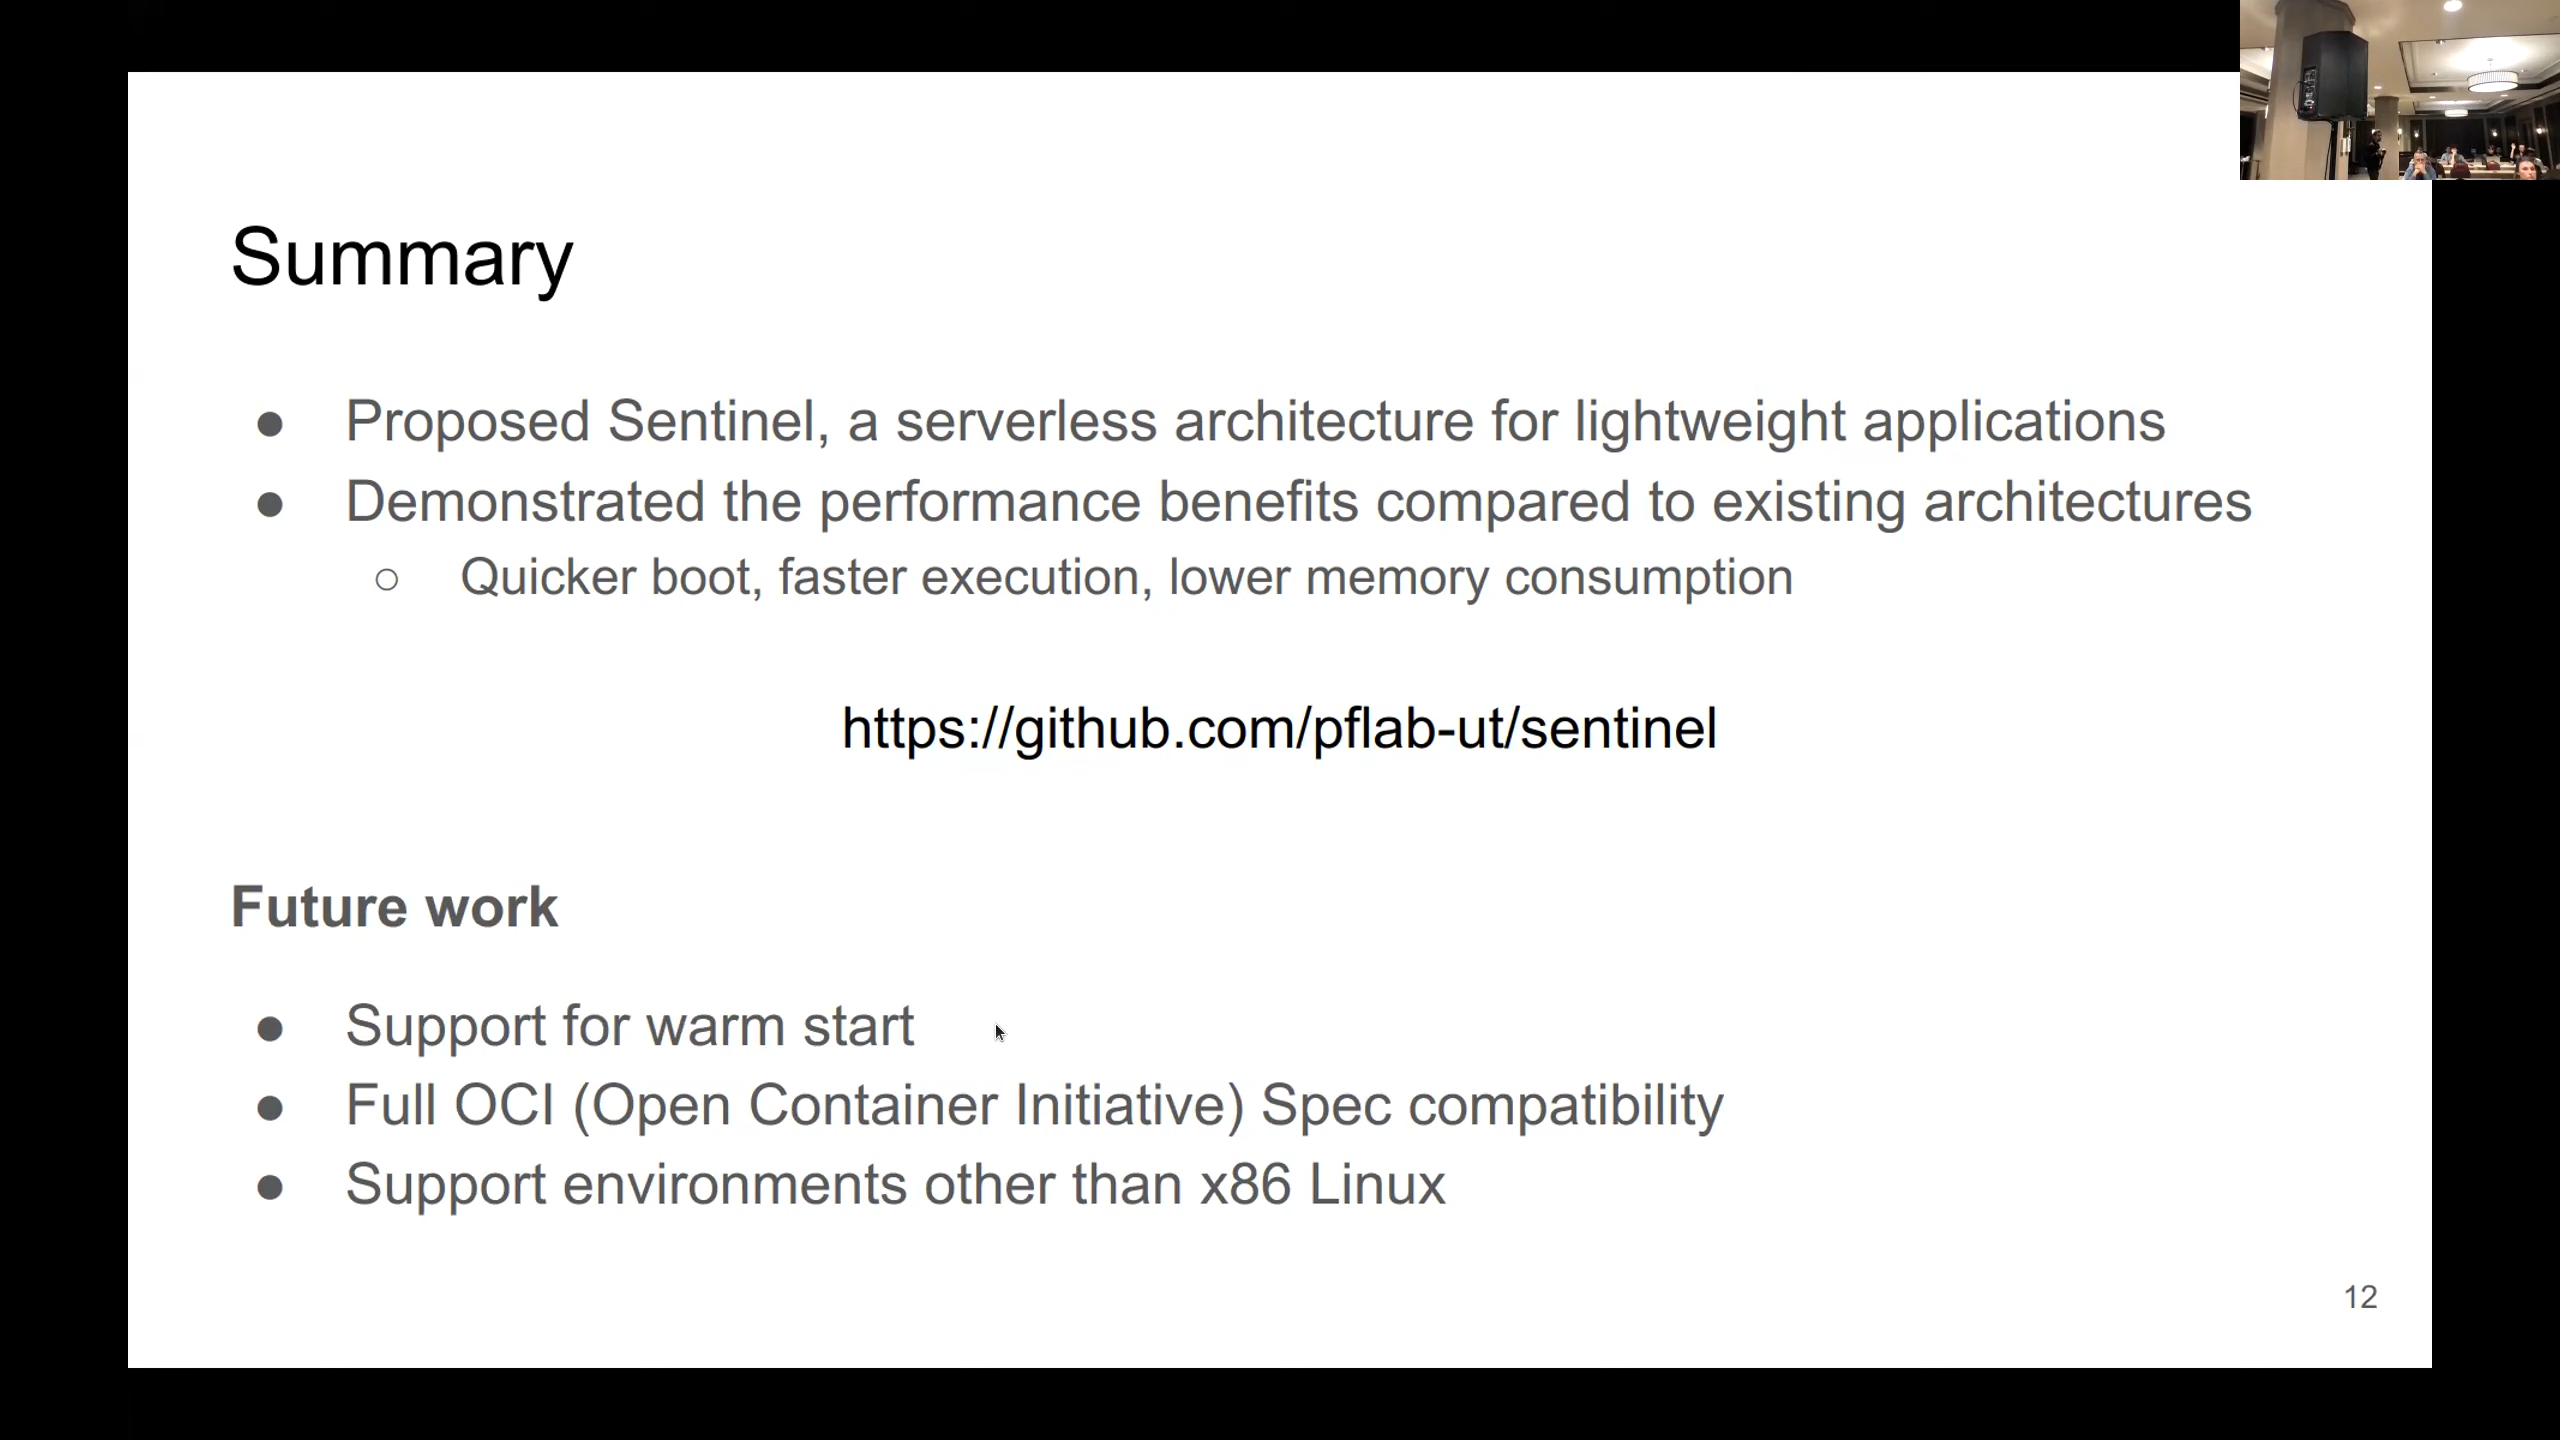 Summary
● Proposed Sentinel, a serverless architecture for lightweight applications
● Demonstrated the performance benefits compared to existing architectures
○ Quicker boot, faster execution, lower memory consumption
https://github.com/pflab-ut/sentinel
Future work
● Support for warm start
● Full OCI (Open Container Initiative) Spec compatibility
● Support environments other than x86 Linux
12